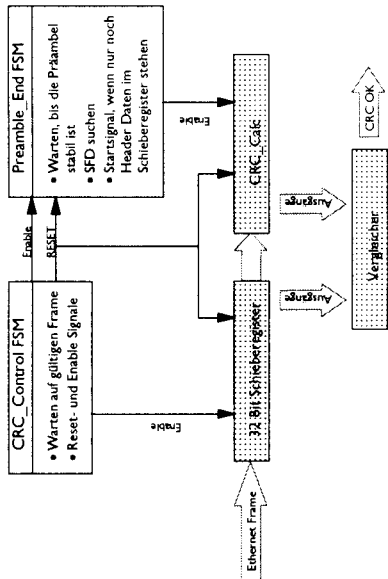 CRC_Control FSM
• Warten auf gültigen Frame
• Reset- und Enable Signale
Enable
RESET
Preamble_End FSM
• Warten, bis die Präambel
stabil ist
• SFD suchen
• Startsignal, wenn nur noch
Header Daten im
Schieberegister stehen
Enable
Enable
Ethernet Frame
32 Bit Schieberegister
CRC_Calc
Ausgänge
Ausgänge
Vergleicher
CRC OK